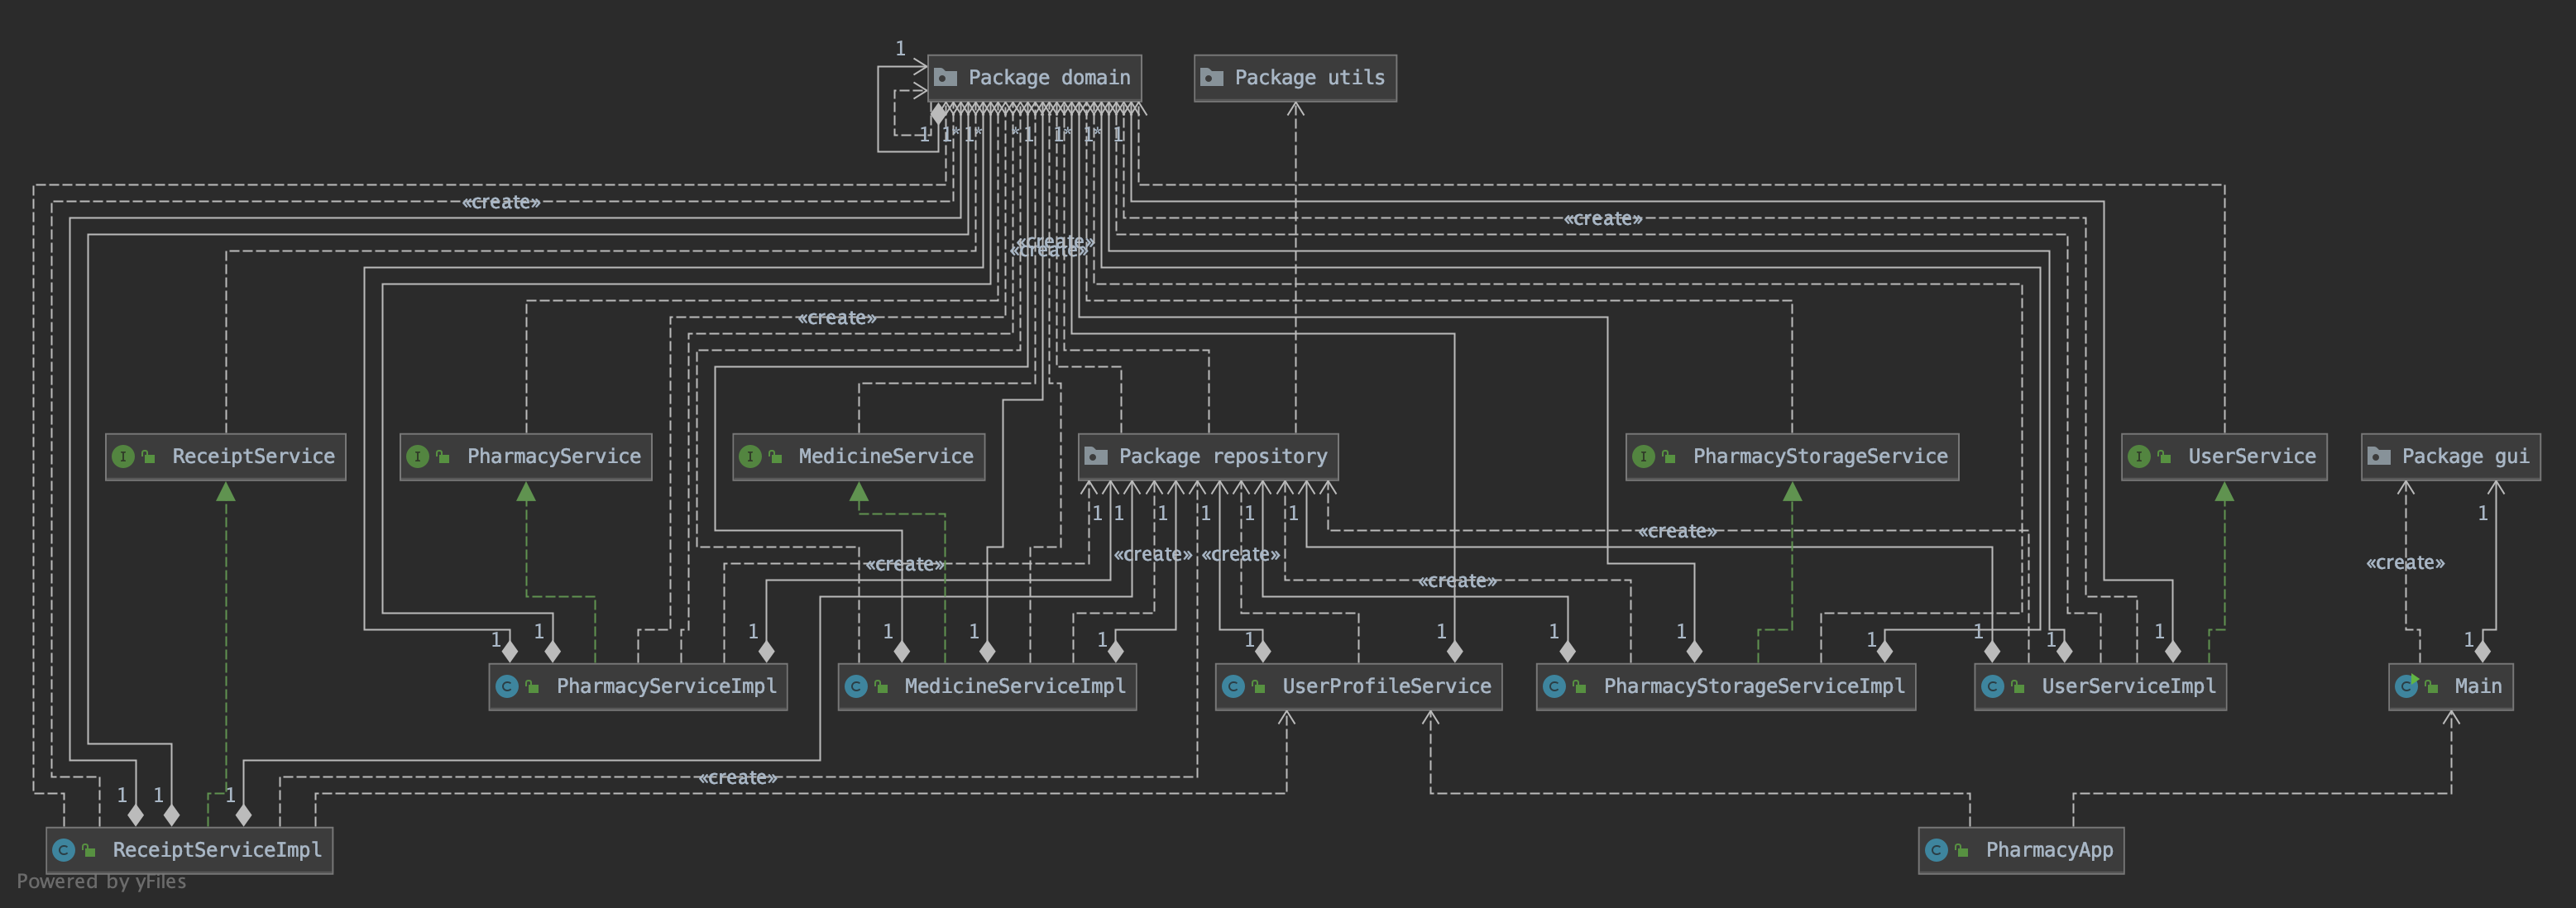 1
Package domain
Package utils
1 1* 1* * 1 1* 1* 1
«create»
«create»
«create»
«create»
«create»
ReceiptService
PharmacyService
MedicineService
Package repository
PharmacyStorageService
UserService
Package gui
1 1 1 1 1 1 1
«create»
«create» «create»
«create»
«create»
«create»
1 1 1 1 1 1 1 1 1 1 1 1 1 1
PharmacyServiceImpl
MedicineServiceImpl
UserProfileService
PharmacyStorageServiceImpl
UserServiceImpl
Main
«create»
1 1 1
ReceiptServiceImpl
PharmacyApp
Powered by yFiles